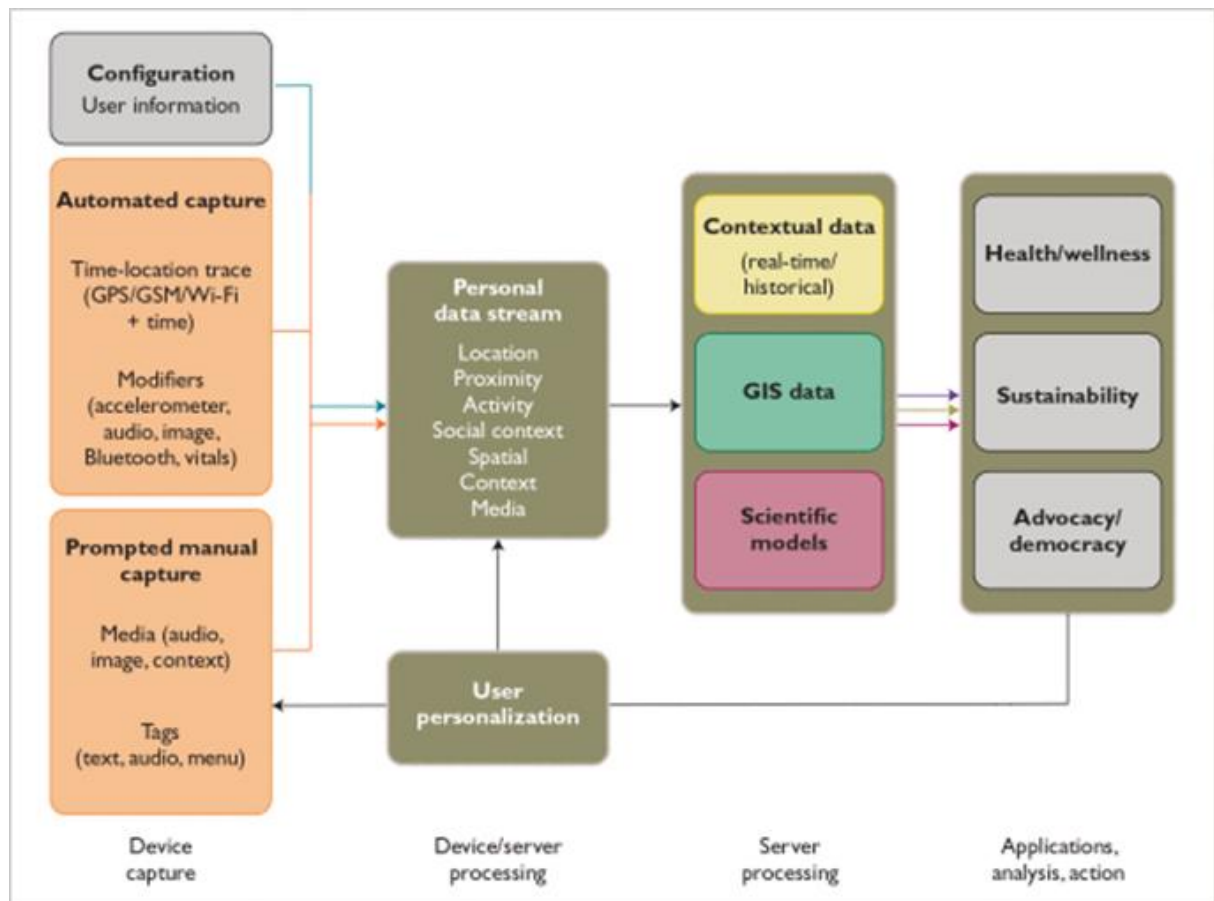 Configuration
User information
Automated capture
Time-location trace
(GPS/GSM/Wi-Fi
+ time)
Modifiers
(accelerometer,
audio, image,
Bluetooth, vitals)
Prompted manual
capture
Media (audio,
image, context)
Tags
(text, audio, menu)
Device
capture
Personal
data stream
Location
Proximity
Activity
Social context
Spatial
Context
Media
User
personalization
Device/server
processing
Contextual data
(real-time/
historical)
GIS data
Scientific
models
Server
processing
Health/wellness
Sustainability
Advocacy/
democracy
Applications,
analysis, action